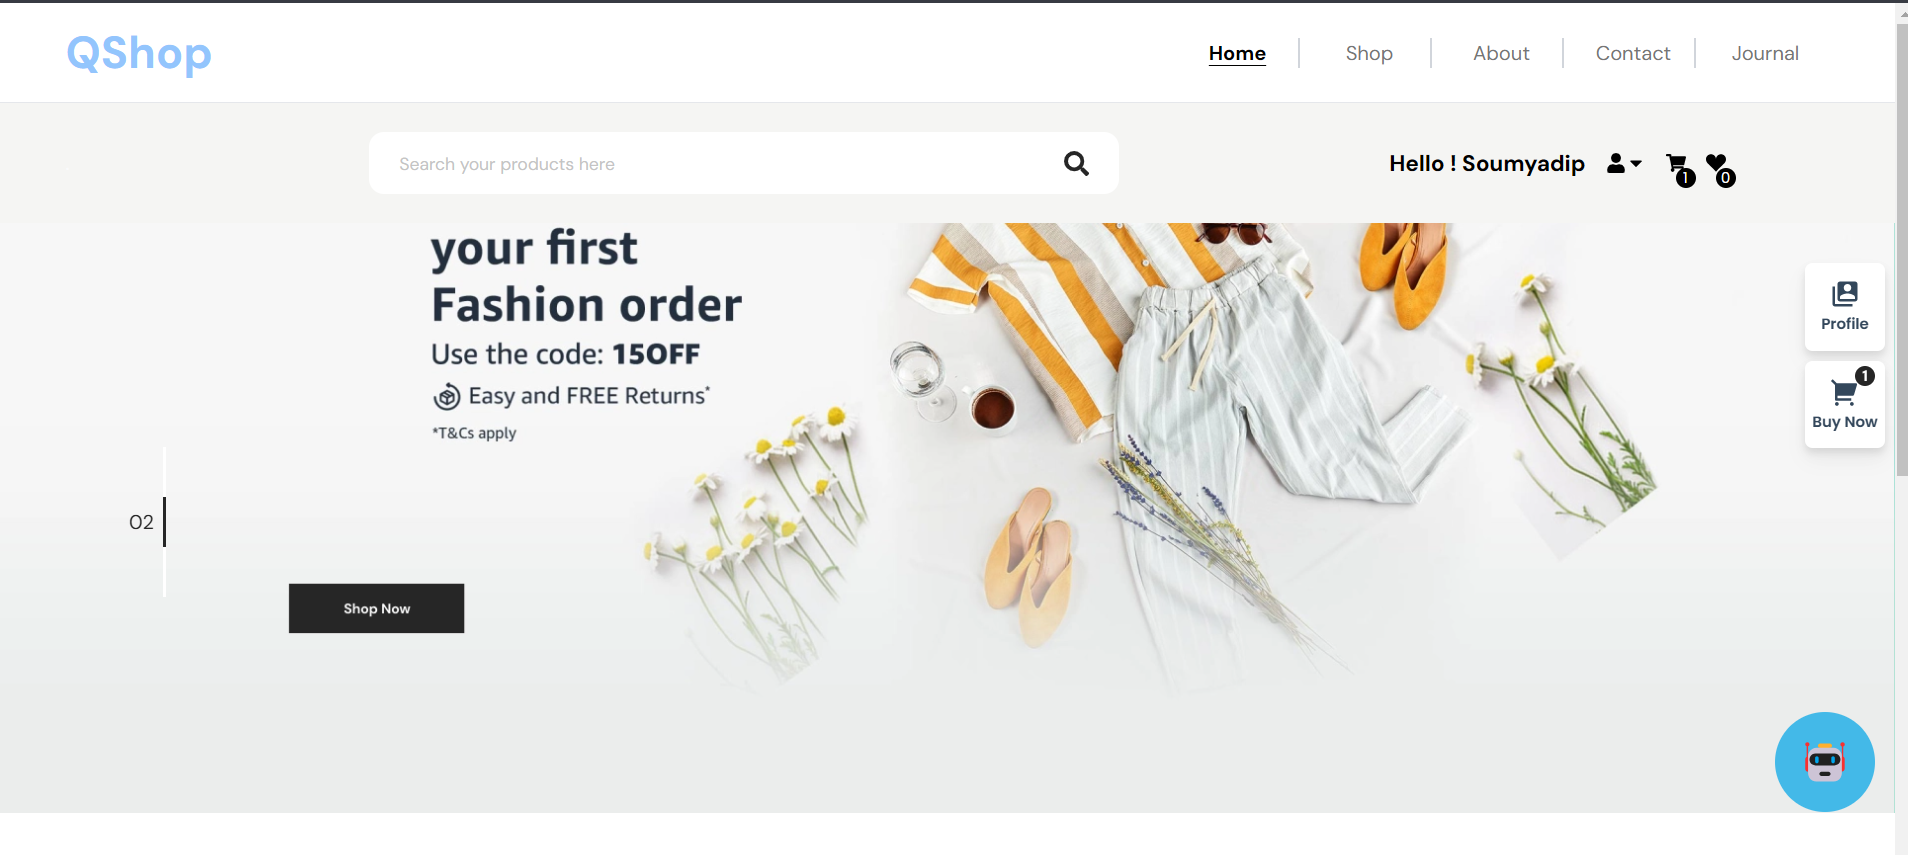 QShop
Home
Shop
About
Contact
Journal
Search your products here
Hello ! Soumyadip
1
0
your first
Fashion order
Use the code: 15OFF
Easy and FREE Returns*
*T&Cs apply
Profile
1
Buy Now
02
Shop Now